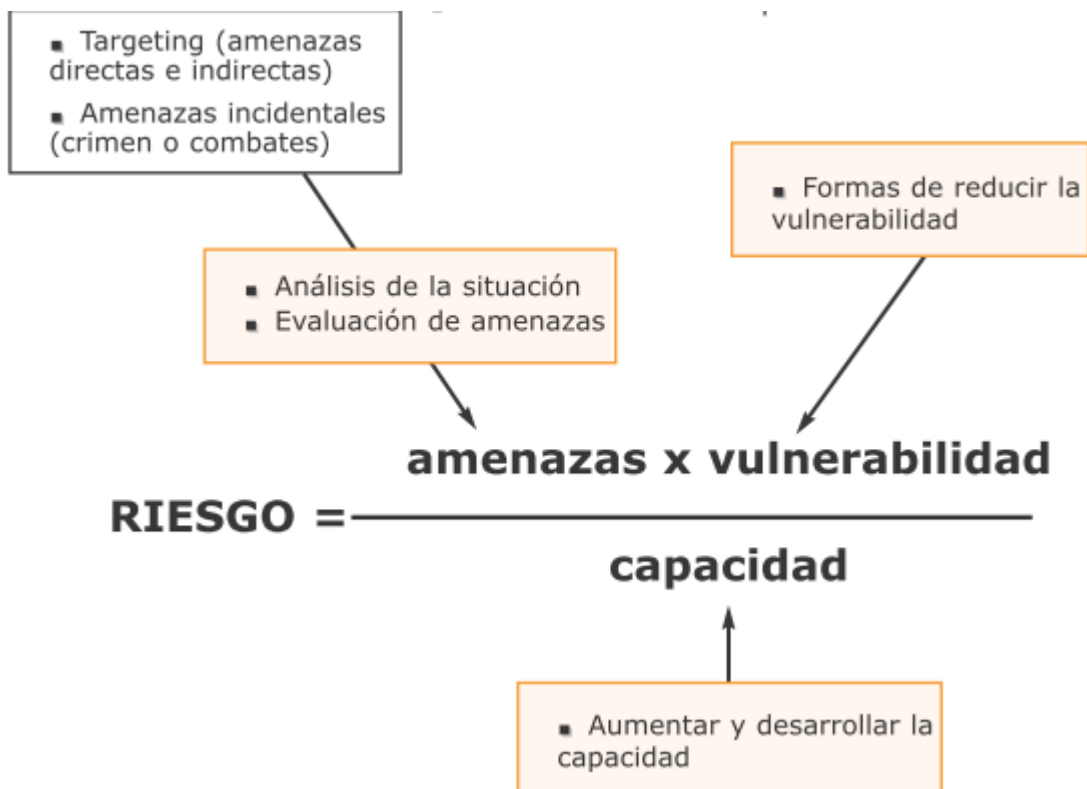 ▪ Targeting (amenazas
directas e indirectas)
▪ Amenazas incidentales
(crimen o combates)
▪ Formas de reducir la
vulnerabilidad
▪ Análisis de la situación
▪ Evaluación de amenazas
amenazas x vulnerabilidad
RIESGO =
capacidad
▪ Aumentar y desarrollar la
capacidad